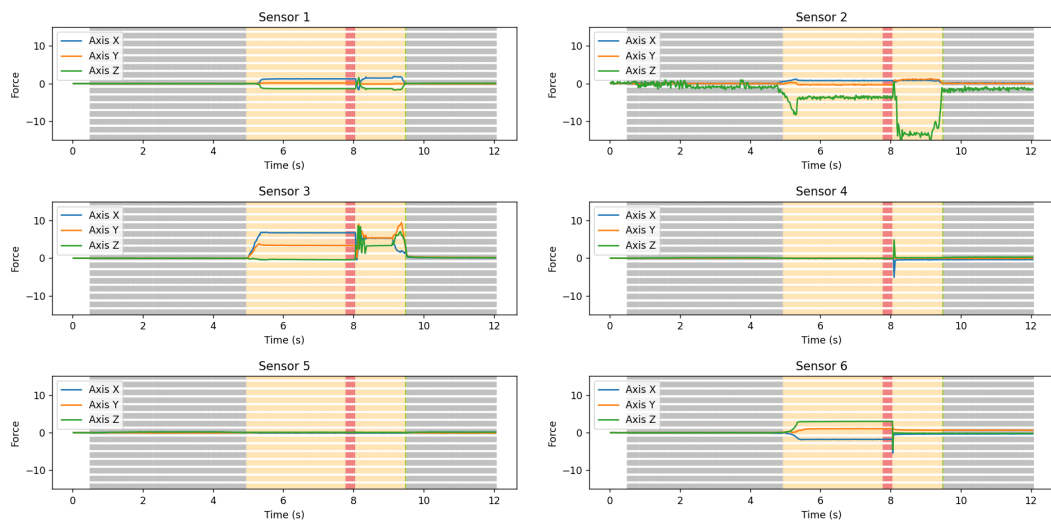 Sensor 1
Axis X
Axis Y
Axis Z
Force
10
0
−10
0
2
4
6
8
10
12
Time (s)
Sensor 2
Axis X
Axis Y
Axis Z
Force
10
0
−10
0
2
4
6
8
10
12
Time (s)
Sensor 3
Axis X
Axis Y
Axis Z
Force
10
0
−10
0
2
4
6
8
10
12
Time (s)
Sensor 4
Axis X
Axis Y
Axis Z
Force
10
0
−10
0
2
4
6
8
10
12
Time (s)
Sensor 5
Axis X
Axis Y
Axis Z
Force
10
0
−10
0
2
4
6
8
10
12
Time (s)
Sensor 6
Axis X
Axis Y
Axis Z
Force
10
0
−10
0
2
4
6
8
10
12
Time (s)